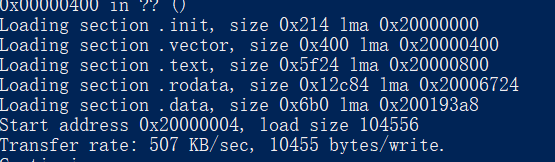 0x00000400 in ?? ()
Loading section .init, size 0x214 lma 0x20000000
Loading section .vector, size 0x400 lma 0x20000400
Loading section .text, size 0x5f24 lma 0x20000800
Loading section .rodata, size 0x12c84 lma 0x20006724
Loading section .data, size 0x6b0 lma 0x200193a8
Start address 0x20000004, load size 104556
Transfer rate: 507 KB/sec, 10455 bytes/write.